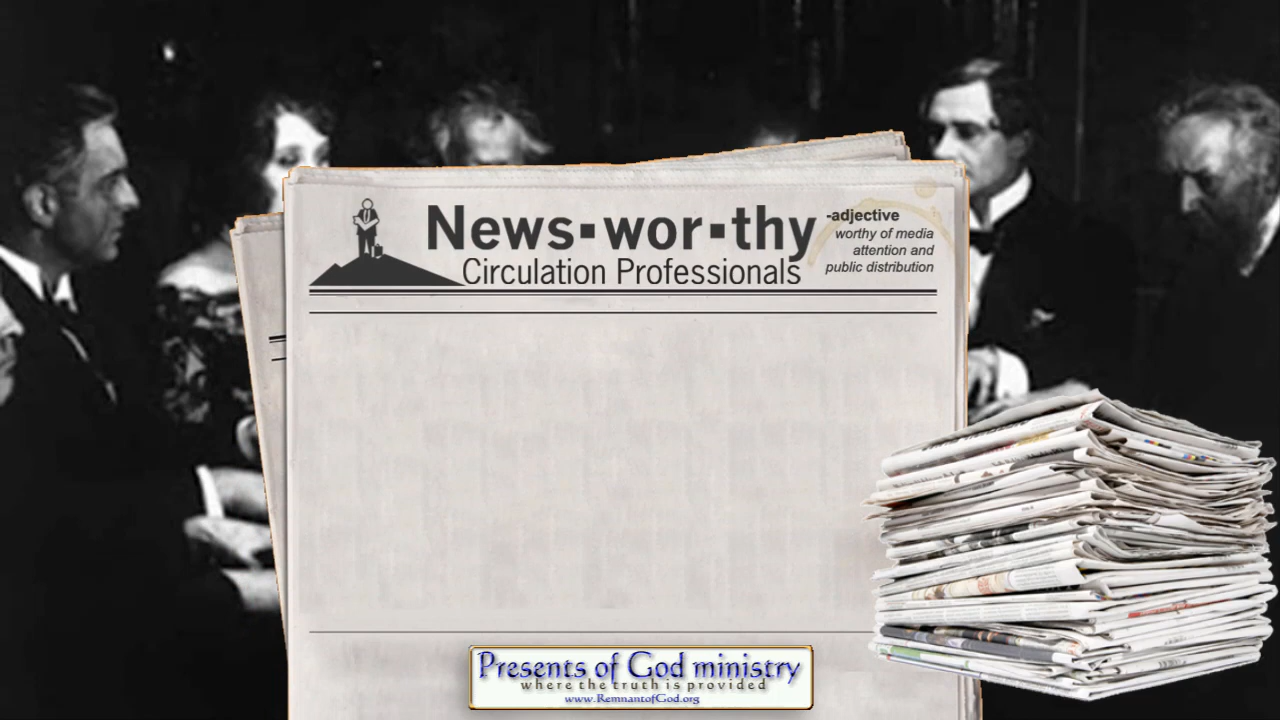 News▪wor▪thy
Circulation Professionals
-adjective
worthy of media
attention and
public distribution
Presents of God ministry
where the truth is provided
www.RemnantofGod.org